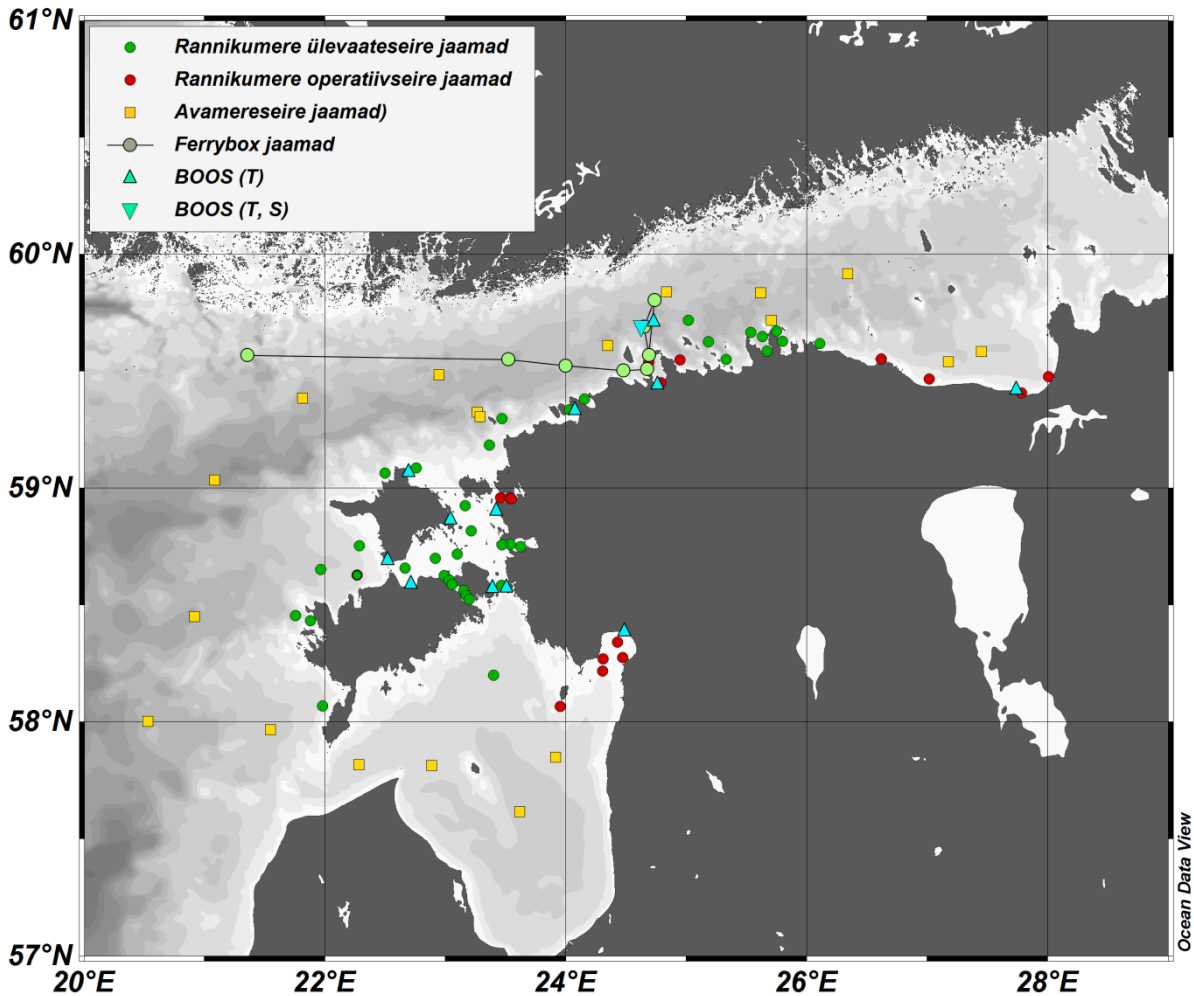 61°N
Rannikumere ülevaateseire jaamad
Rannikumere operatiivseire jaamad
Avamereseire jaamad)
Ferrybox jaamad
BOOS (T)
BOOS (T, S)
60°N
59°N
58°N
57°N
20°E
22°E
24°E
26°E
28°E
Ocean Data View